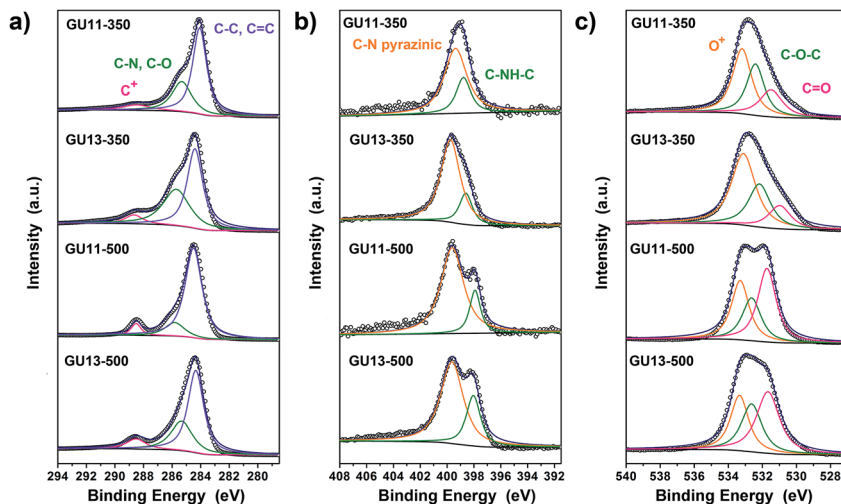 a)
GU11-350
C-C, C=C
C-N, C-O
C+
GU13-350
GU11-500
GU13-500
Intensity (a.u.)
294 292 290 288 286 284 282 280
Binding Energy (eV)
b)
GU11-350
C-N pyrazinic
C-NH-C
GU13-350
GU11-500
GU13-500
Intensity (a.u.)
408 406 404 402 400 398 396 394 392
Binding Energy (eV)
c)
GU11-350
O+
C-O-C
C=O
GU13-350
GU11-500
GU13-500
Intensity (a.u.)
540 538 536 534 532 530 528
Binding Energy (eV)